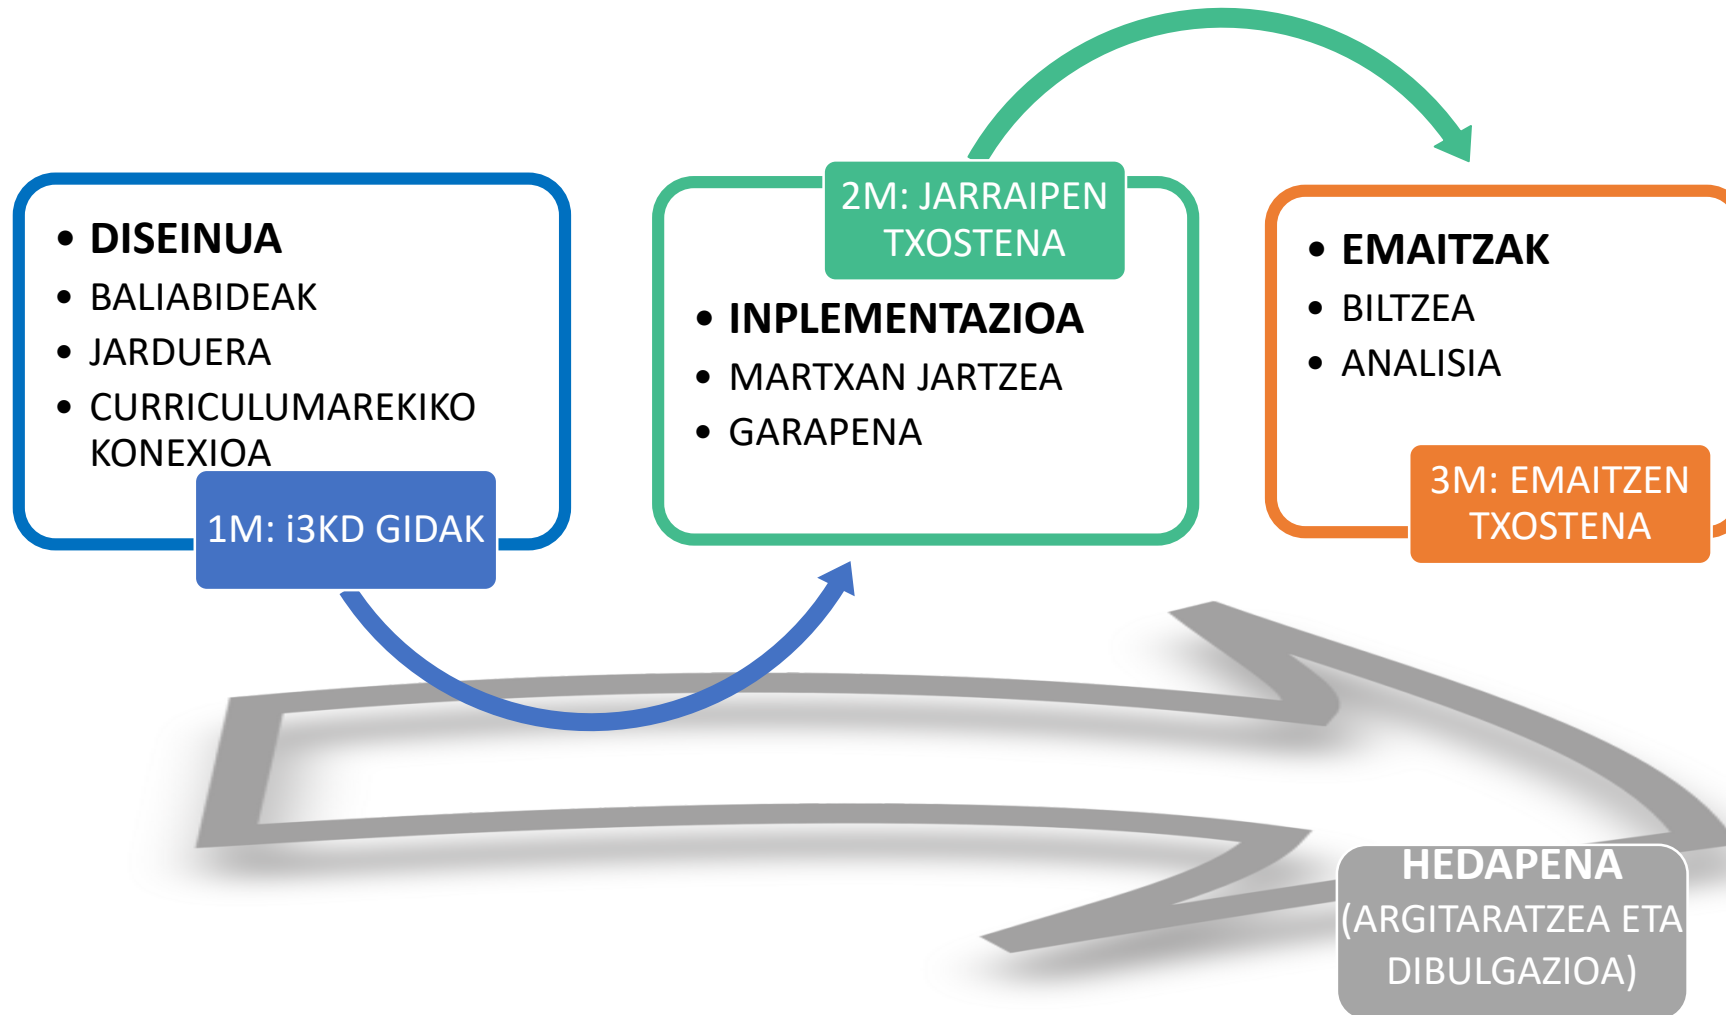 • DISEINUA
• BALIABIDEAK
• JARDUERA
• CURRICULUMAREKIKO
KONEXIOA
1M: i3KD GIDAK
2M: JARRAIPEN
TXOSTENA
• INPLEMENTAZIOA
• MARTXAN JARTZEA
• GARAPENA
• EMAITZAK
• BILTZEA
• ANALISIA
3M: EMAITZEN
TXOSTENA
HEDAPENA
(ARGITARATZEA ETA
DIBULGAZIOA)